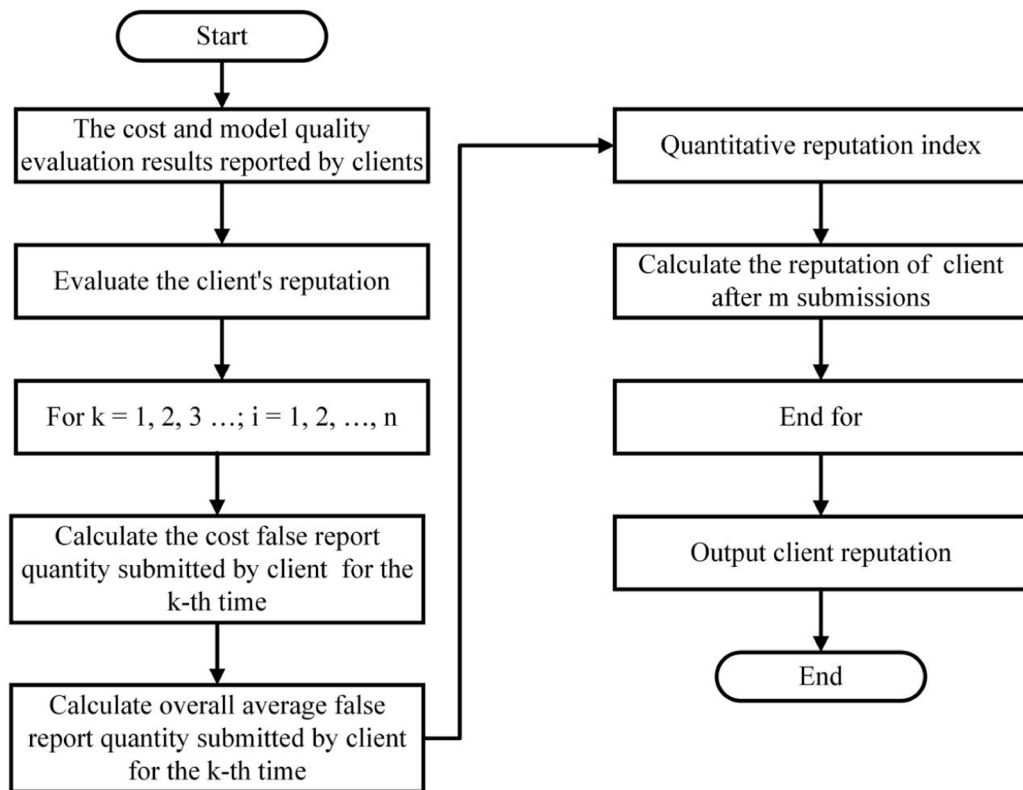 Start
The cost and model quality
evaluation results reported by clients
Evaluate the client's reputation
For k = 1, 2, 3 …; i = 1, 2, …, n
Calculate the cost false report
quantity submitted by client for the
k-th time
Calculate overall average false
report quantity submitted by client
for the k-th time
Quantitative reputation index
Calculate the reputation of client
after m submissions
End for
Output client reputation
End